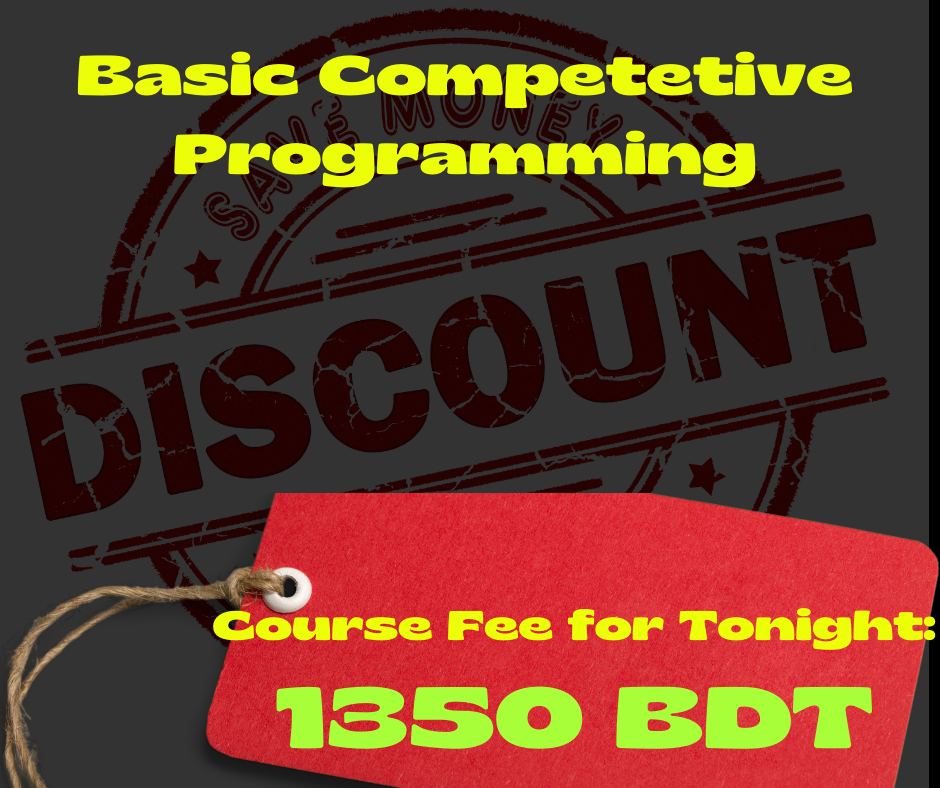 Basic Competetive
Programming
SAVE MONEY
DISCOUNT
Course Fee for Tonight:
1350 BDT